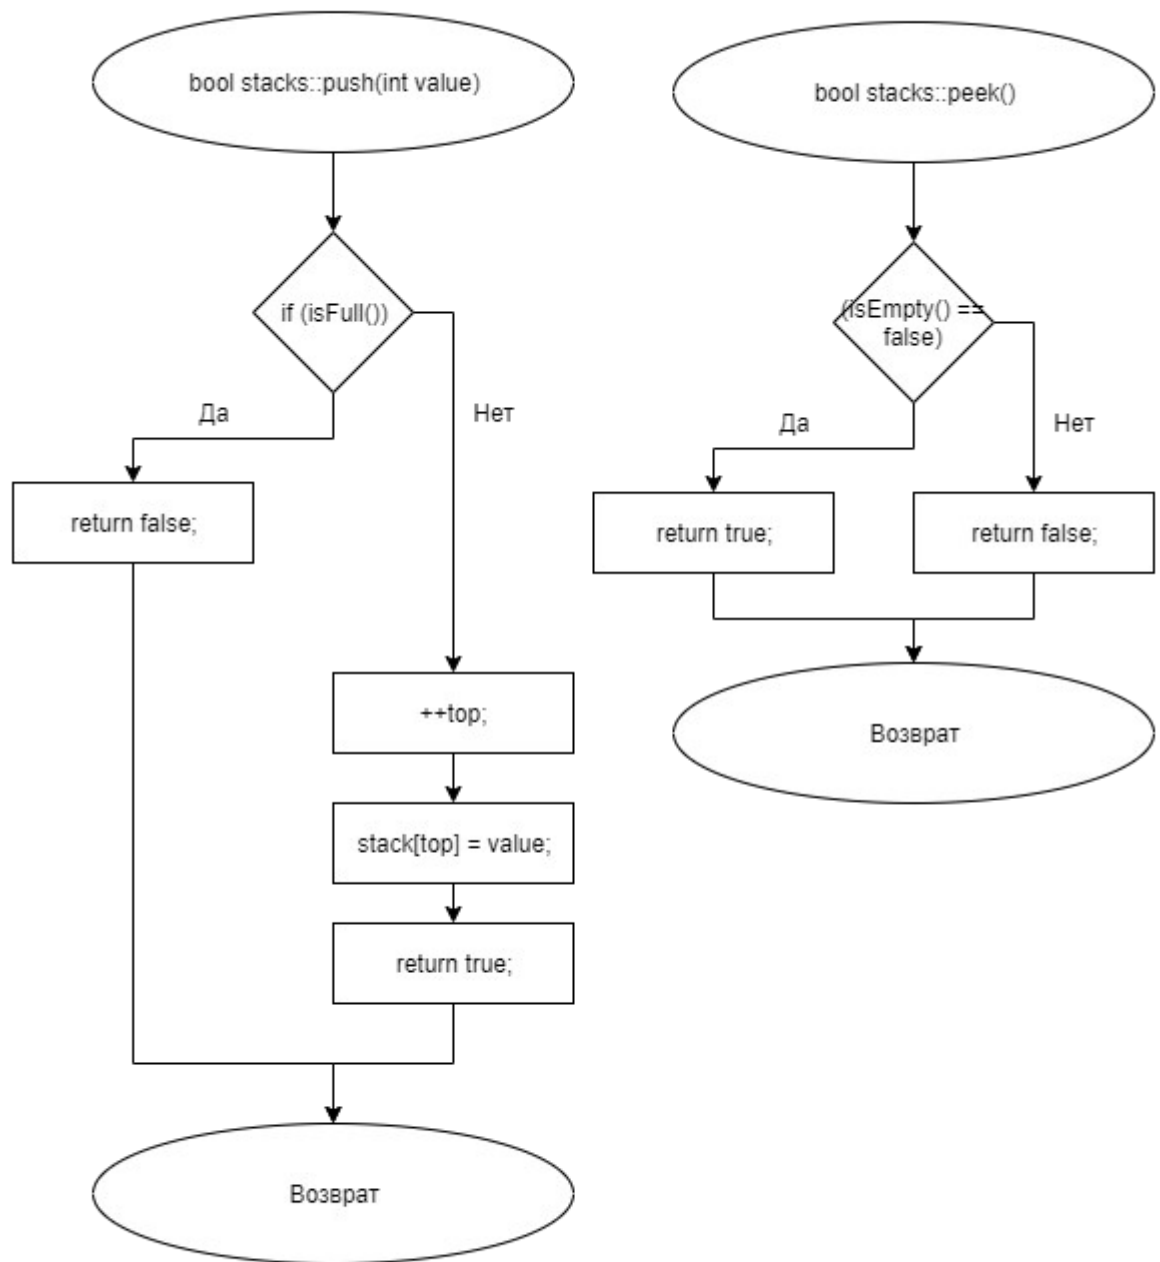 bool stacks::push(int value)
if (isFull())
Да
Нет
return false;
++top;
stack[top] = value;
return true;
Возврат
bool stacks::peek()
(isEmpty() ==
false)
Да
Нет
return true;
return false;
Возврат